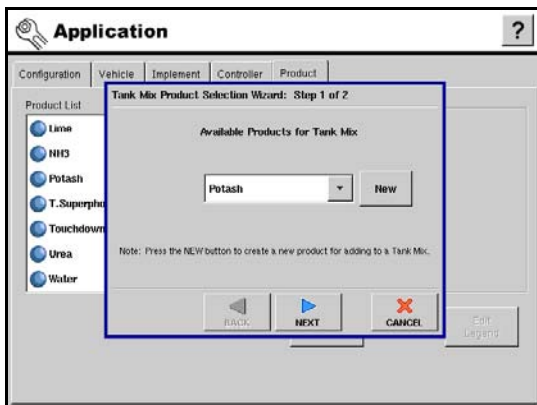 Application
?
Configuration Vehicle Implement Controller Product
Product List
Lime
NH3
Potash
T.Superpho
Touchdown
Urea
Water
Tank Mix Product Selection Wizard: Step 1 of 2
Available Products for Tank Mix
Potash New
Note: Press the NEW button to create a new product for adding to a Tank Mix.
BACK NEXT CANCEL
Edit
Legend